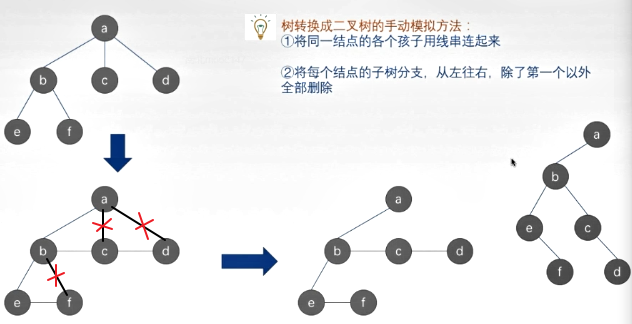 树转换成二叉树的手动模拟方法：
①将同一结点的各个孩子用线串连起来
②将每个结点的子树分支，从左往右，除了第一个以外
全部删除
a
b c d
e f
a
b c d
e f
a
b c d
e f
a
b
e c
f d